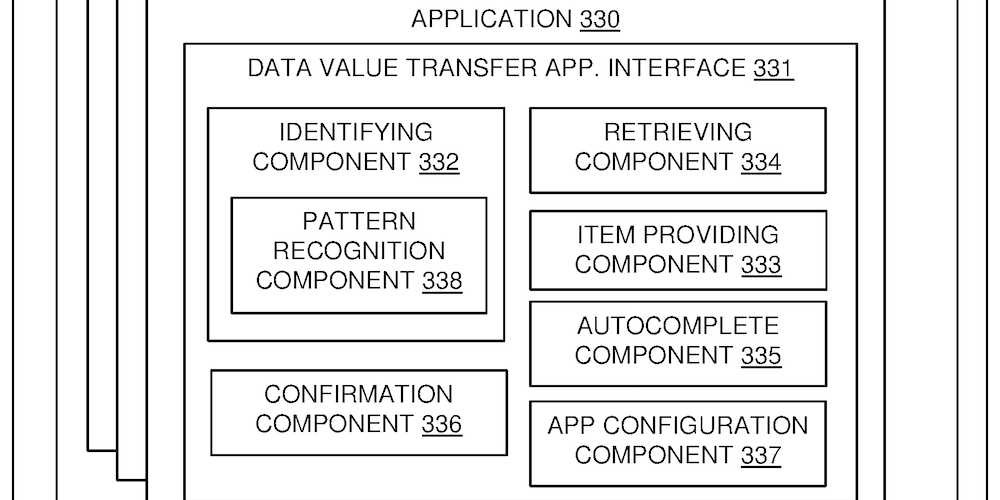 APPLICATION 330
DATA VALUE TRANSFER APP. INTERFACE 331
IDENTIFYING
COMPONENT 332
PATTERN
RECOGNITION
COMPONENT 338
CONFIRMATION
COMPONENT 336
RETRIEVING
COMPONENT 334
ITEM PROVIDING
COMPONENT 333
AUTOCOMPLETE
COMPONENT 335
APP CONFIGURATION
COMPONENT 337